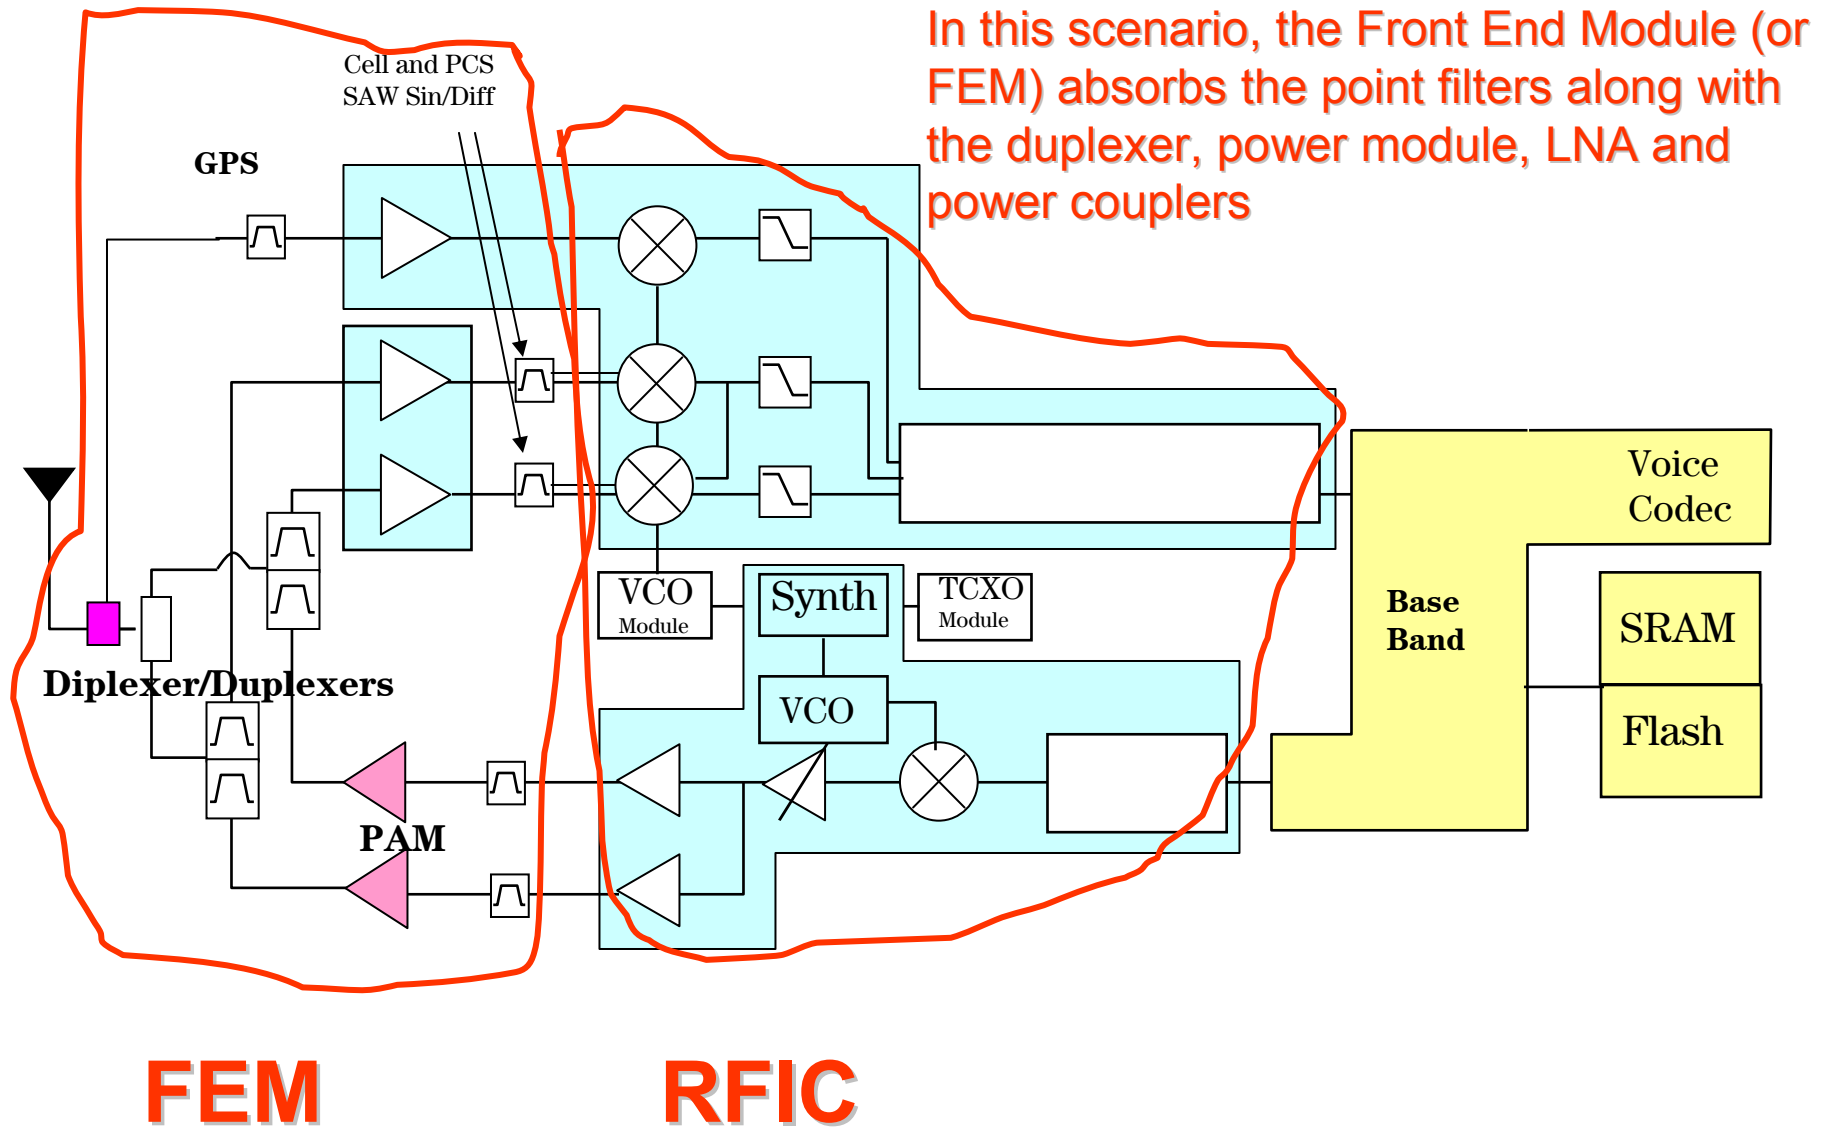 In this scenario, the Front End Module (or
FEM) absorbs the point filters along with
the duplexer, power module, LNA and
power couplers
Cell and PCS
SAW Sin/Diff
GPS
Voice
Codec
VCO
Module
Synth
TCXO
Module
Base
Band
SRAM
Diplexer/Duplexers
VCO
Flash
PAM
FEM
RFIC